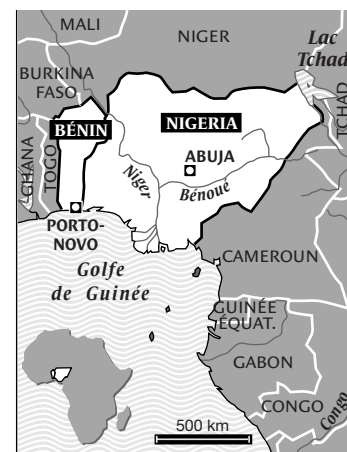 MALI
NIGER
Lac
Tchad
BURKINA
FASO
TCHAD
BÉNIN
NIGERIA
GHANA
TOGO
ABUJA
Niger
Bénoué
PORTO-
NOVO
Golfe
de Guinée
CAMEROUN
GUINÉE
ÉQUAT.
GABON
CONGO
Congo
500 km